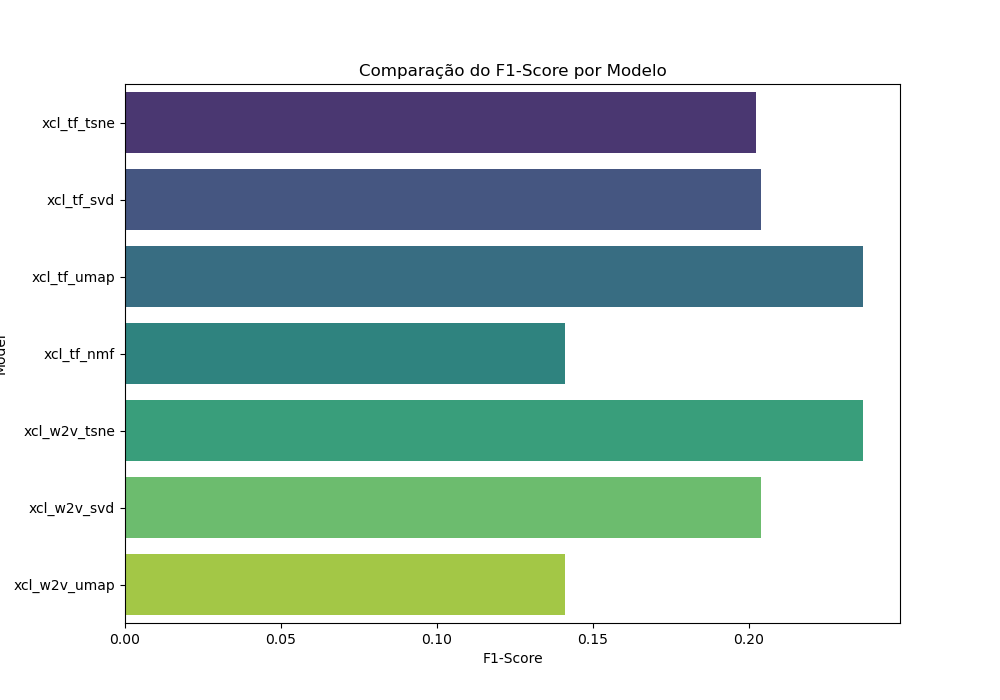 Comparação do F1-Score por Modelo
xcl_tf_tsne
xcl_tf_svd
xcl_tf_umap
xcl_tf_nmf
xcl_w2v_tsne
xcl_w2v_svd
xcl_w2v_umap
0.00 0.05 0.10 0.15 0.20
F1-Score